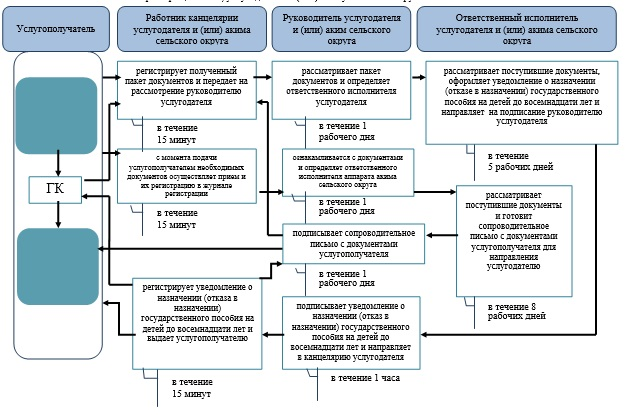 Услугополучатель
Работник канцелярии
услугодателя и (или) акима
сельского округа
Руководитель услугодателя
и (или) аким сельского
округа
Ответственный исполнитель
услугодателя и (или) акима сельского
округа
регистрирует полученный
пакет документов и передает на
рассмотрение руководителю
услугодателя
в течение
15 минут
рассматривает пакет
документов и определяет
ответственного исполнителя
услугодателя
в течение 1
рабочего дня
рассматривает поступившие документы,
оформляет уведомление о назначении
(отказе в назначении) государственного
пособия на детей до восемнадцати лет и
направляет на подписание руководителю
услугодателя
в течение
5 рабочих дней
с момента подачи
услугополучателем необходимых
документов осуществляет прием и
их регистрацию в журнале
регистрации
в течение
15 минут
ознакамливается с документами
и определяет ответственного
исполнителя аппарата акима
сельского округа
в течение 1
рабочего дня
рассматривает
поступившие документы
и готовит
сопроводительное
письмо с документами
услугополучателя для
направления
услугодателю
в течение 8
рабочих дней
ГК
подписывает сопроводительное
письмо с документами
услугополучателя
в течение 1
рабочего дня
регистрирует уведомление о
назначении (отказа в
назначении) государственного
пособия на детей до
восемнадцати лет и
выдает услугополучателю
в течение
15 минут
подписывает уведомление о
назначении (отказ в
назначении) государственного
пособия на детей до
восемнадцати лет и направляет
в канцелярию услугодателя
в течение 1 часа